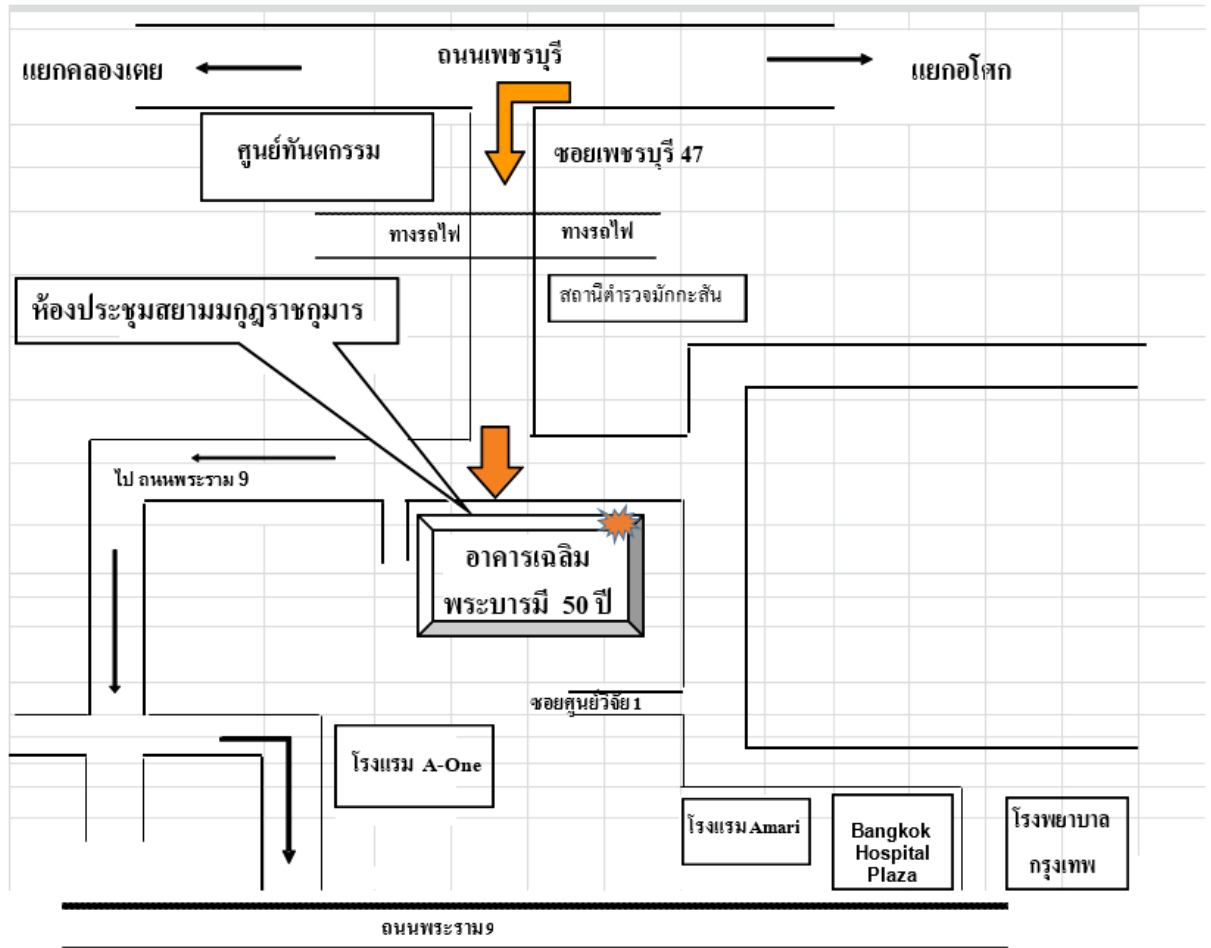 ถนนเพชรบุรี
แยกคลองเตย
แยกอโศก
ศูนย์ทันตกรรม
ซอยเพชรบุรี 47
ทางรถไฟ
ทางรถไฟ
สถานีตำรวจมักกะสัน
ห้องประชุมสยามมกุฎราชกุมาร
ไป ถนนพระราม 9
อาคารเฉลิม
พระบารมี 50 ปี
ซอยศูนย์วิจัย 1
โรงแรม A-One
โรงแรม Amari
Bangkok
Hospital
Plaza
โรงพยาบาล
กรุงเทพ
ถนนพระราม 9